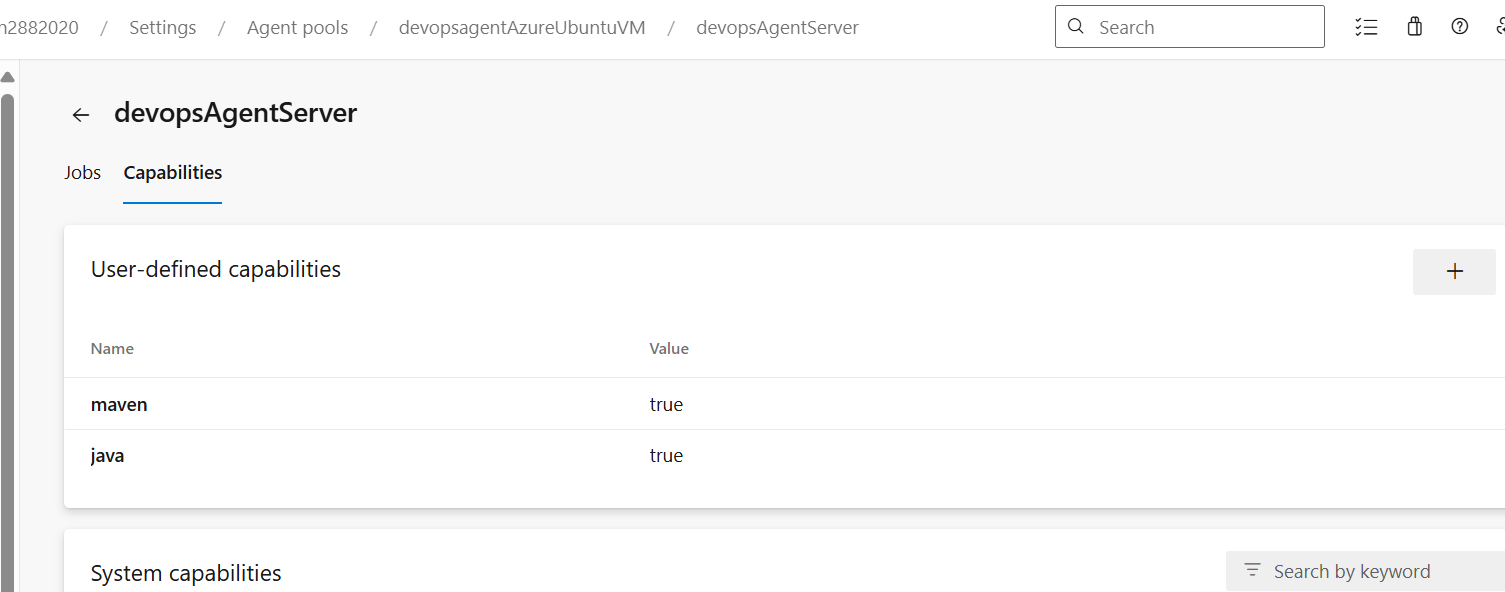 n2882020 / Settings / Agent pools / devopsagentAzureUbuntuVM / devopsAgentServer Search
devopsAgentServer
Jobs Capabilities
User-defined capabilities
Name Value
maven true
java true
System capabilities Search by keyword